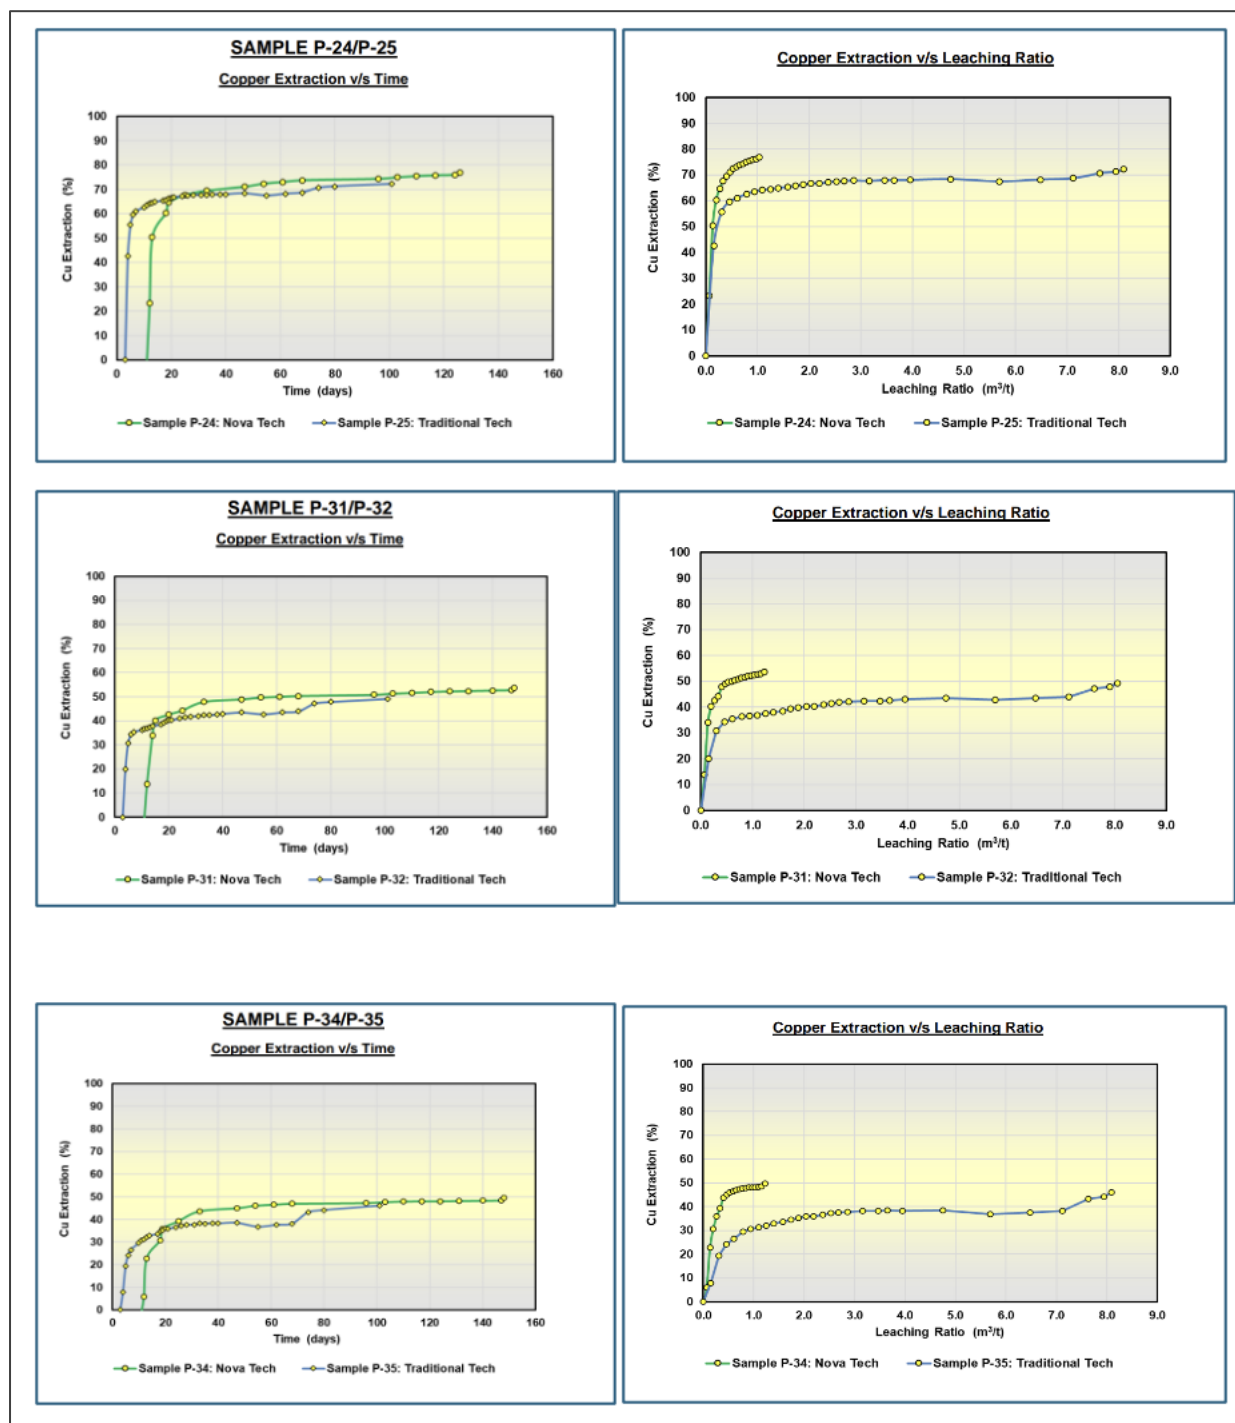 SAMPLE P-24/P-25
Copper Extraction v/s Time
Cu Extraction (%)
100
90
80
70
60
50
40
30
20
10
0
0 20 40 60 80 100 120 140 160
Time (days)
Sample P-24: Nova Tech Sample P-25: Traditional Tech
Copper Extraction v/s Leaching Ratio
Cu Extraction (%)
100
90
80
70
60
50
40
30
20
10
0
0.0 1.0 2.0 3.0 4.0 5.0 6.0 7.0 8.0 9.0
Leaching Ratio (m³/t)
Sample P-24: Nova Tech Sample P-25: Traditional Tech
SAMPLE P-31/P-32
Copper Extraction v/s Time
Cu Extraction (%)
100
90
80
70
60
50
40
30
20
10
0
0 20 40 60 80 100 120 140 160
Time (days)
Sample P-31: Nova Tech Sample P-32: Traditional Tech
Copper Extraction v/s Leaching Ratio
Cu Extraction (%)
100
90
80
70
60
50
40
30
20
10
0
0.0 1.0 2.0 3.0 4.0 5.0 6.0 7.0 8.0 9.0
Leaching Ratio (m³/t)
Sample P-31: Nova Tech Sample P-32: Traditional Tech
SAMPLE P-34/P-35
Copper Extraction v/s Time
Cu Extraction (%)
100
90
80
70
60
50
40
30
20
10
0
0 20 40 60 80 100 120 140 160
Time (days)
Sample P-34: Nova Tech Sample P-35: Traditional Tech
Copper Extraction v/s Leaching Ratio
Cu Extraction (%)
100
90
80
70
60
50
40
30
20
10
0
0.0 1.0 2.0 3.0 4.0 5.0 6.0 7.0 8.0 9.0
Leaching Ratio (m³/t)
Sample P-34: Nova Tech Sample P-35: Traditional Tech